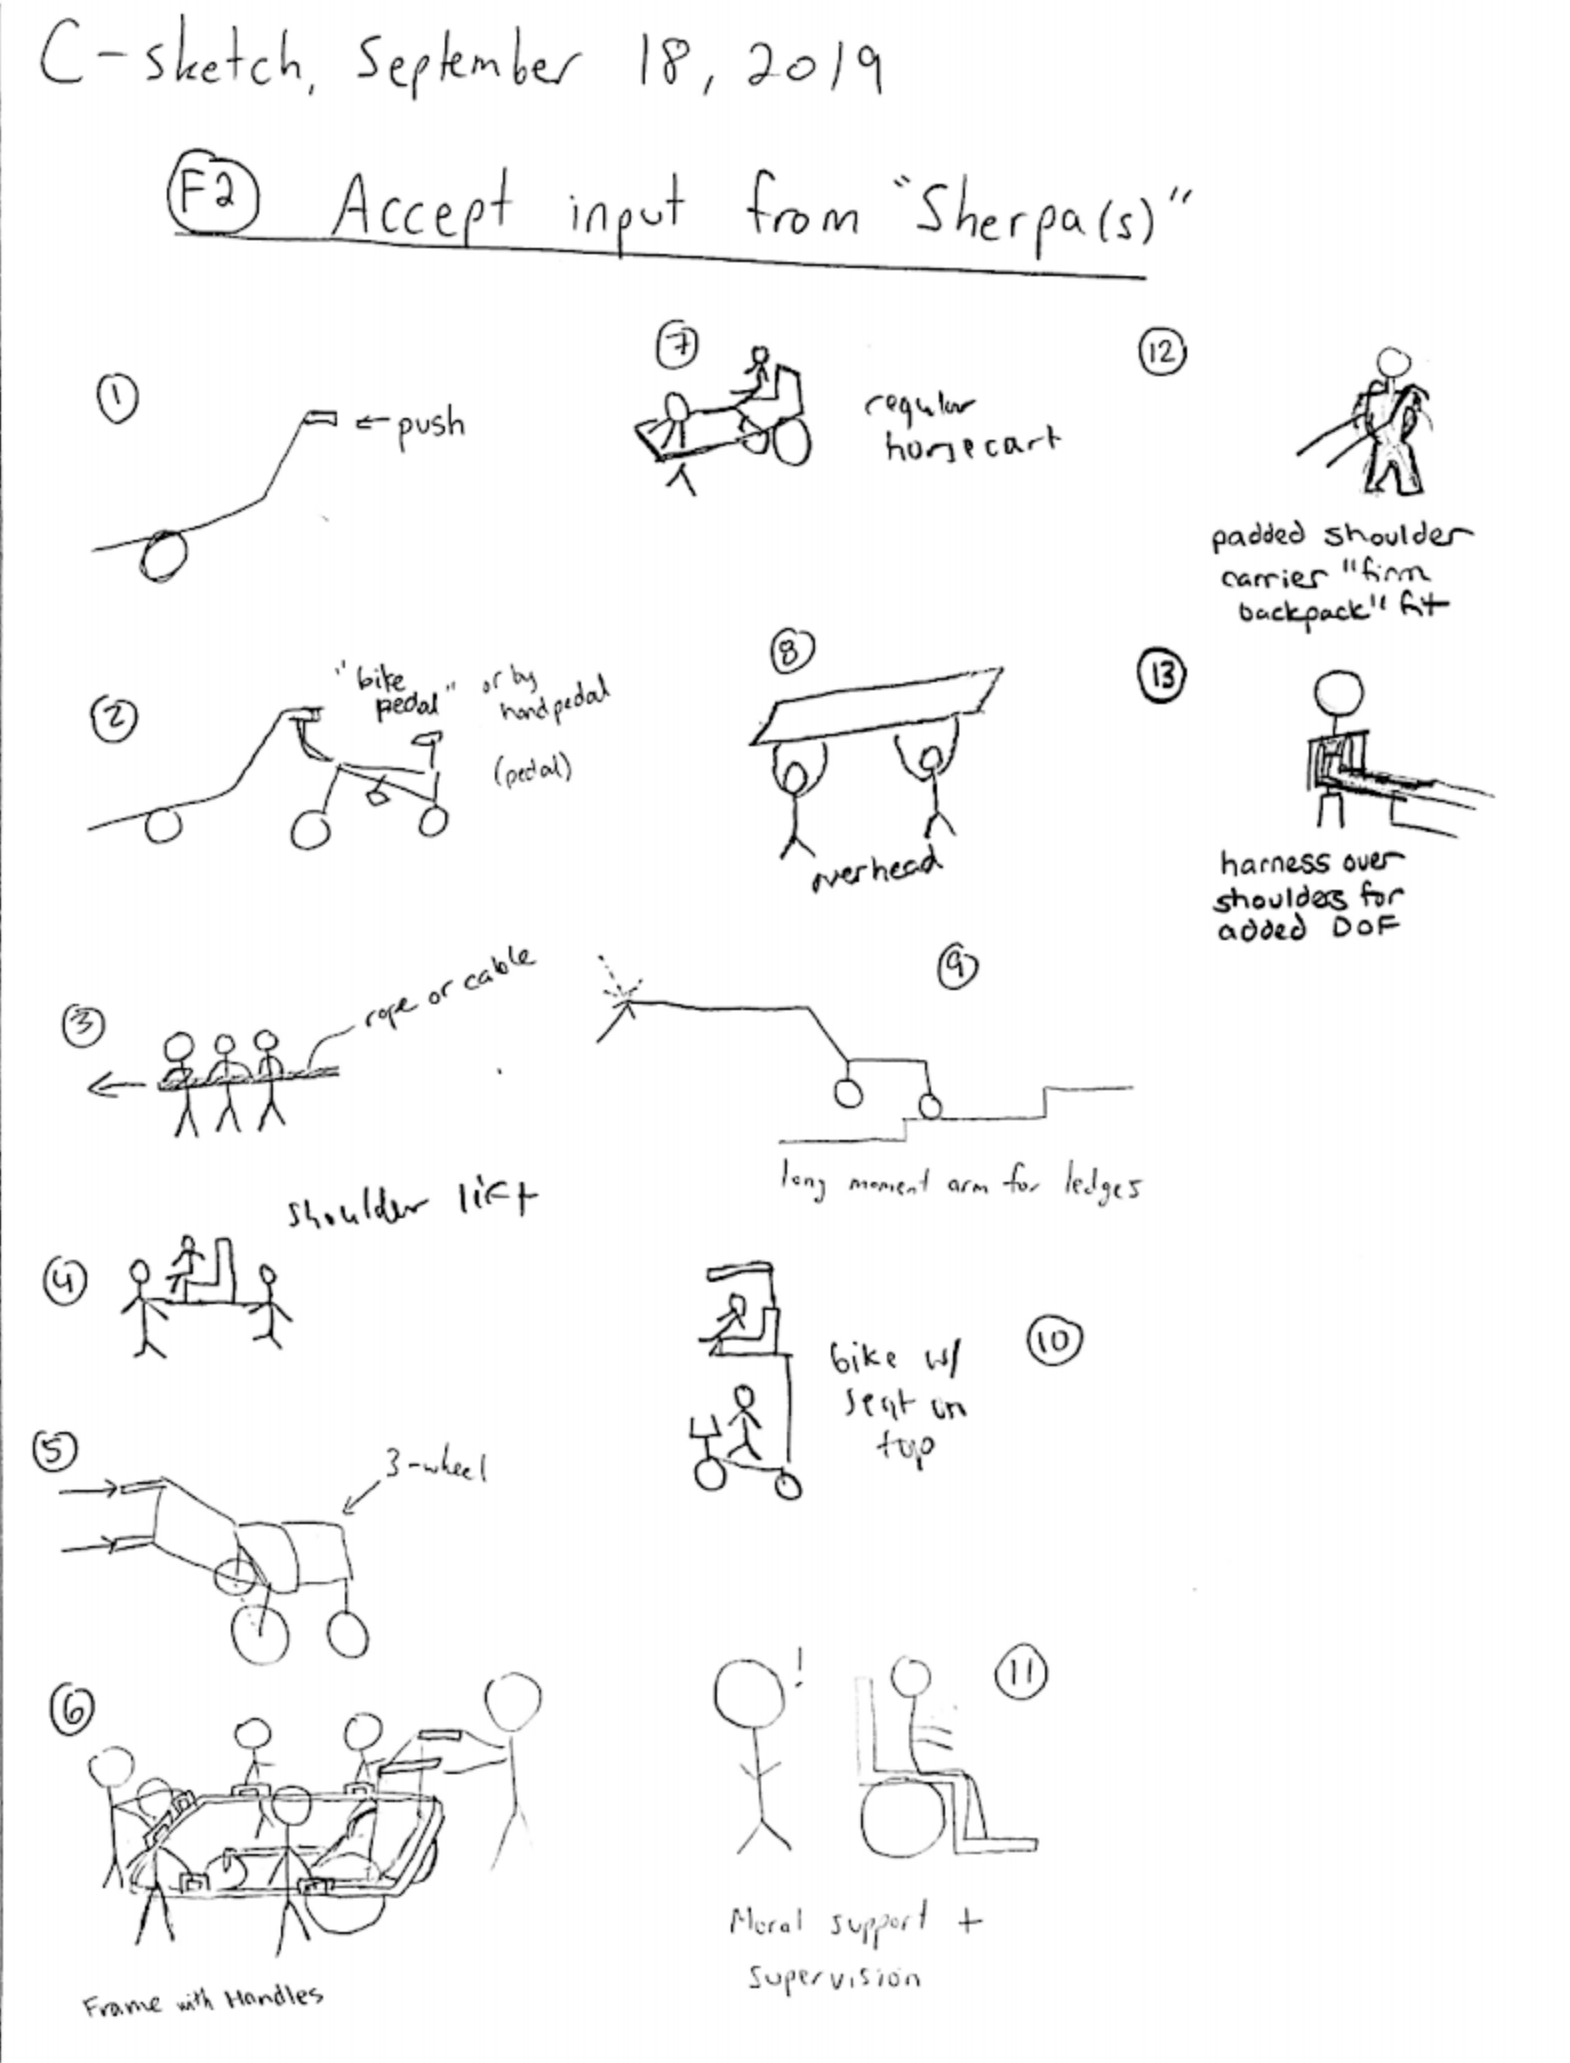 C-sketch, September 18, 2019
F2 Accept input from "Sherpa(s)"
1
← push
2
"bike pedal" or by
hand pedal
(pedal)
3
rope or cable
4
shoulder lift
5
3-wheel
6
Frame with Handles
7
regular
horsecart
8
overhead
9
long moment arm for ledges
10
bike w/
seat on
top
11
!
Moral support +
supervision
12
padded shoulder
carrier "firm
backpack" fit
13
harness over
shoulders for
added DoF